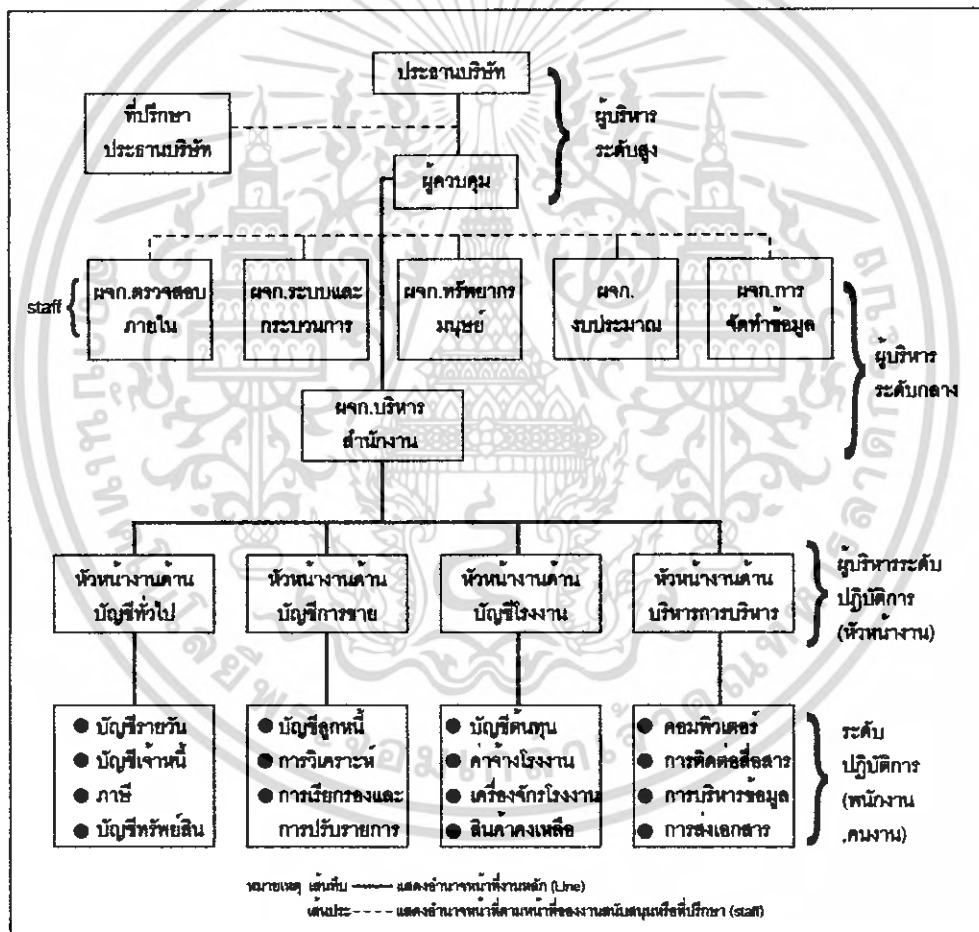 ประธานบริษัท
ที่ปรึกษา
ประธานบริษัท
ผู้บริหาร
ระดับสูง
ผู้ควบคุม
staff
ผจก.ตรวจสอบ
ภายใน
ผจก.ระบบและ
กระบวนการ
ผจก.ทรัพยากร
มนุษย์
ผจก.
งบประมาณ
ผจก.การ
จัดทำข้อมูล
ผู้บริหาร
ระดับกลาง
ผจก.บริหาร
สำนักงาน
หัวหน้างานด้าน
บัญชีทั่วไป
หัวหน้างานด้าน
บัญชีการขาย
หัวหน้างานด้าน
บัญชีโรงงาน
หัวหน้างานด้าน
บริหารการบริหาร
ผู้บริหารระดับ
ปฏิบัติการ
(หัวหน้างาน)
● บัญชีรายวัน
● บัญชีเจ้าหนี้
● ภาษี
● บัญชีทรัพย์สิน
● บัญชีลูกหนี้
● การวิเคราะห์
● การเรียกรองและ
การปรับรายการ
● บัญชีต้นทุน
● ค่าจ้างโรงงาน
● เครื่องจักรโรงงาน
● สินค้าคงเหลือ
● คอมพิวเตอร์
● การติดต่อสื่อสาร
● การบริหารข้อมูล
● การส่งเอกสาร
ระดับ
ปฏิบัติการ
(พนักงาน
,คนงาน)
หมายเหตุ เส้นทึบ ——— แสดงอำนาจหน้าที่งานหลัก (Line)
เส้นประ - - - - - แสดงอำนาจหน้าที่ตามหน้าที่ของงานสนับสนุนหรือที่ปรึกษา (staff)